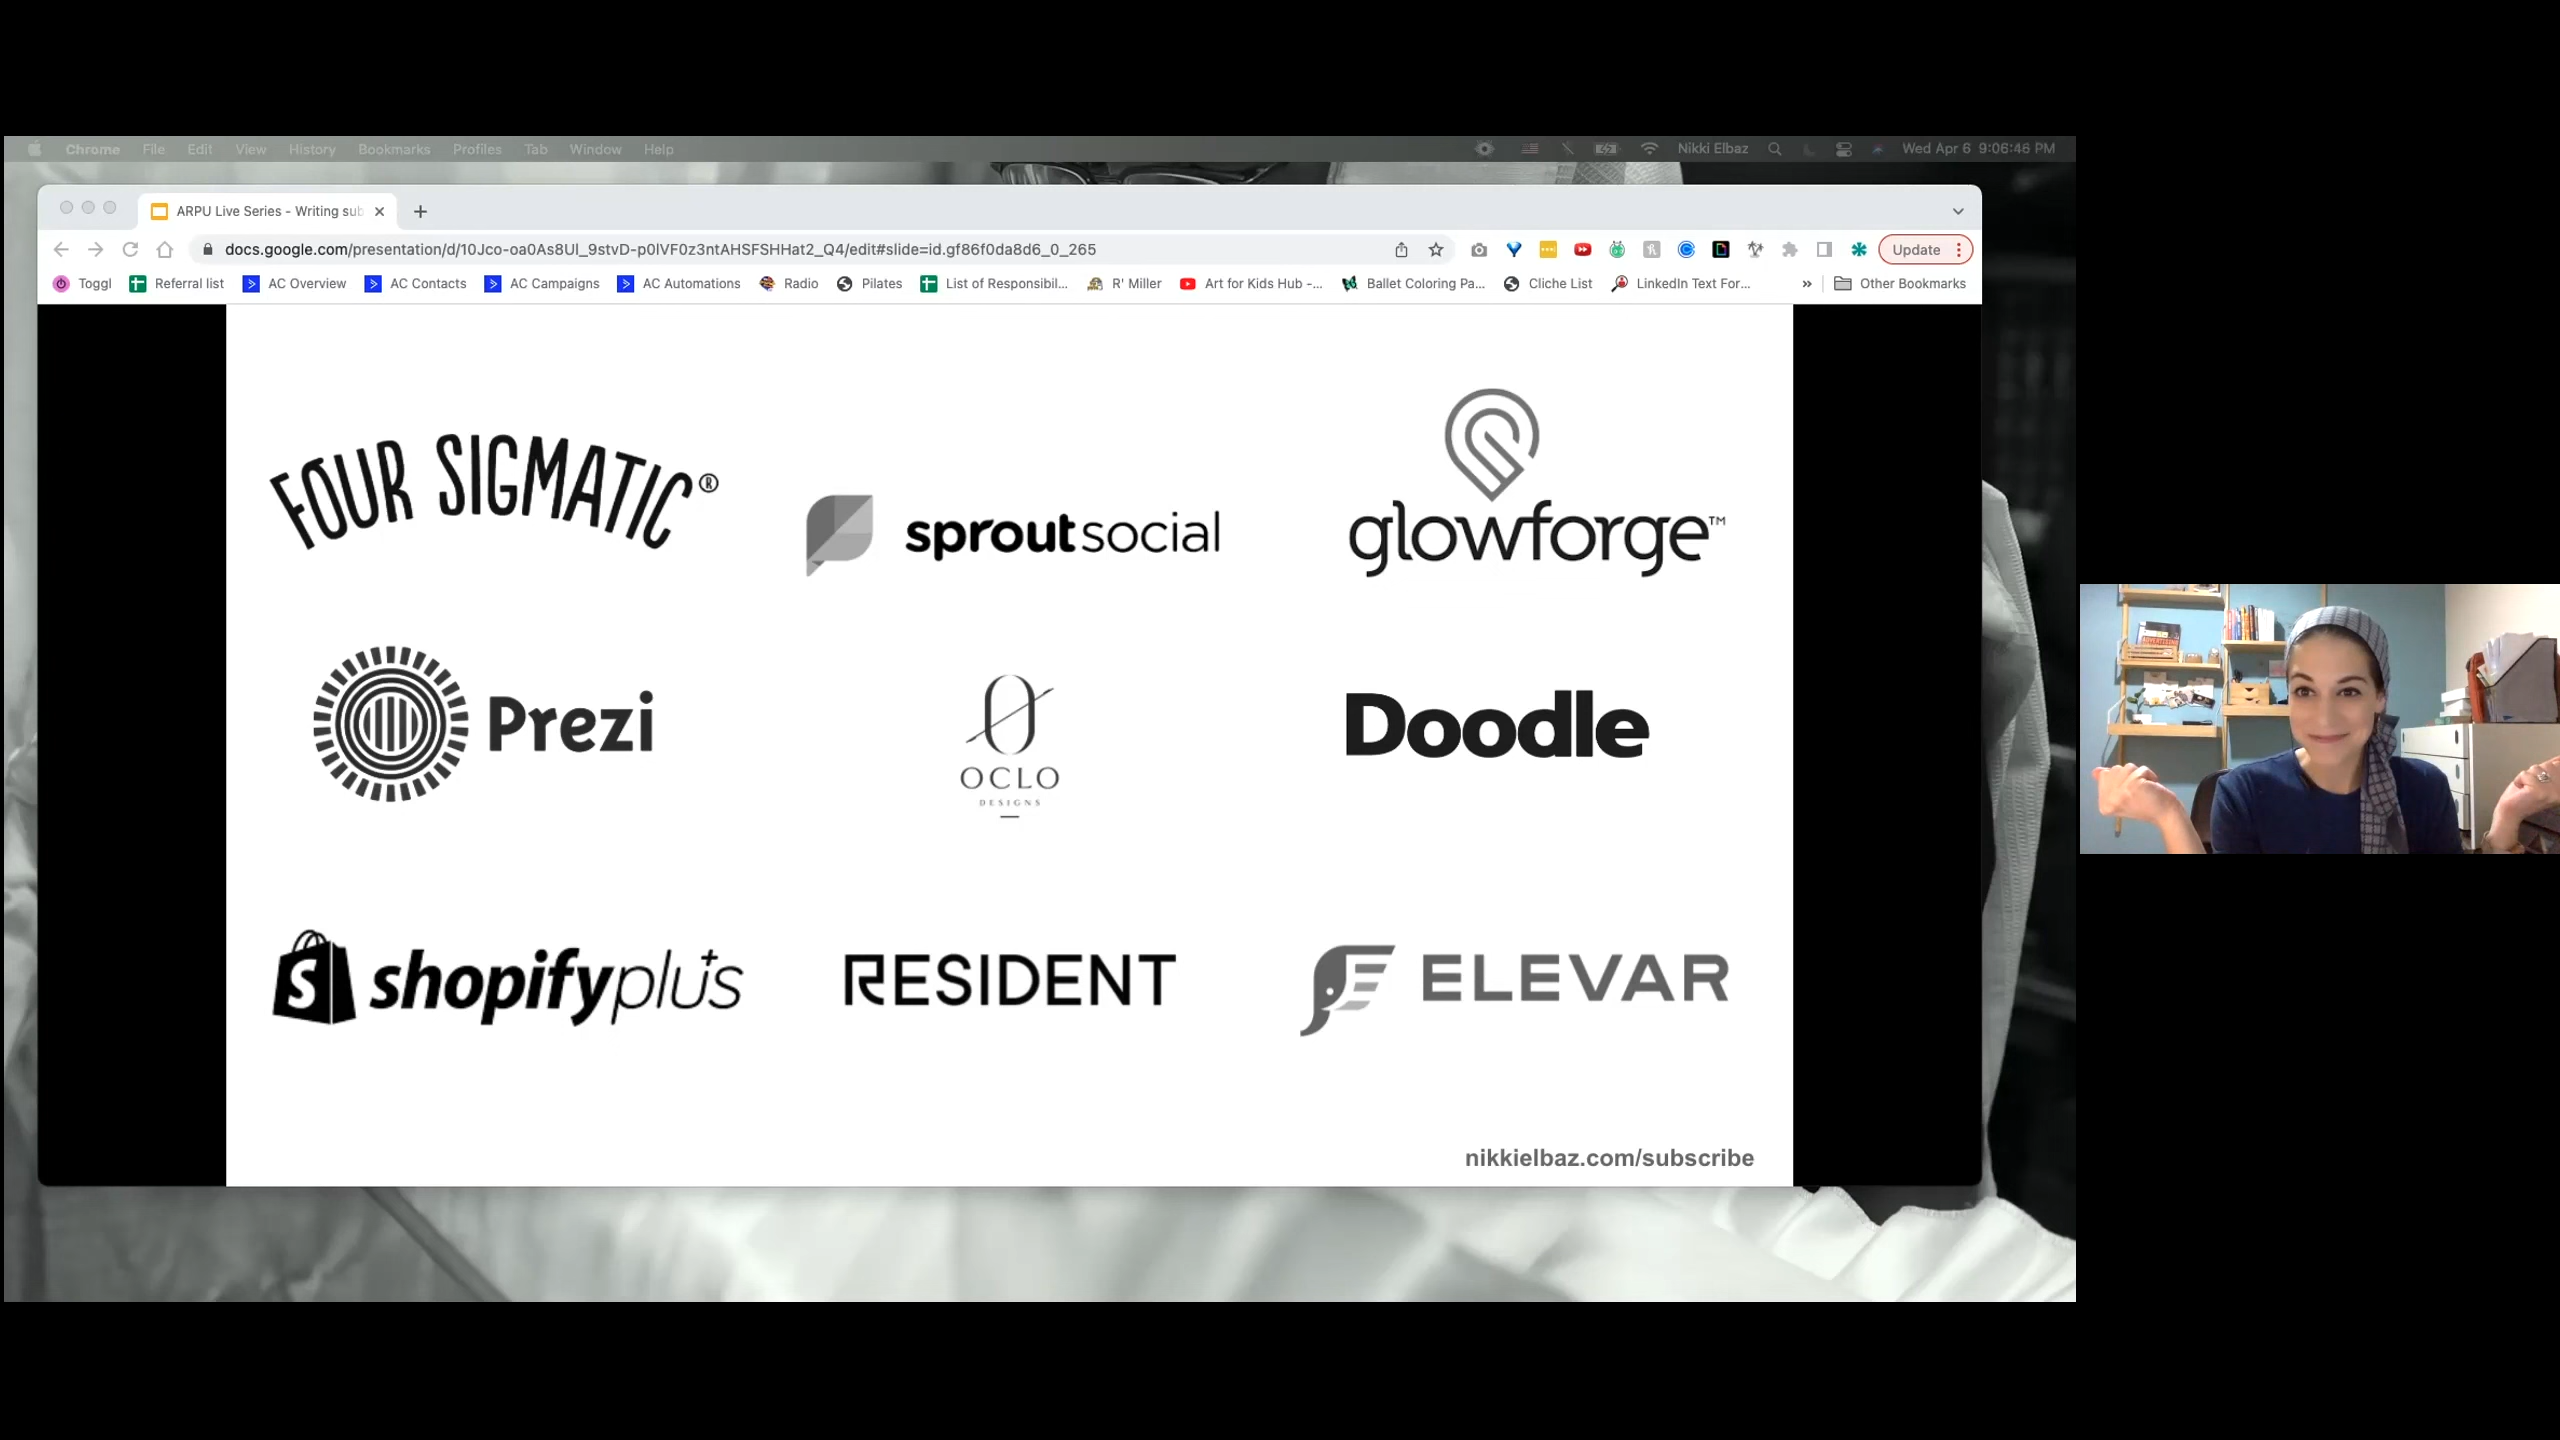 Chrome File Edit View History Bookmarks Profiles Tab Window Help Nikki Elbaz Wed Apr 6 9:06:46 PM
ARPU Live Series - Writing sub
docs.google.com/presentation/d/10Jco-oa0As8Ul_9stvD-p0lVF0z3ntAHSFSHHat2_Q4/edit#slide=id.gf86f0da8d6_0_265 Update
Toggl Referral list AC Overview AC Contacts AC Campaigns AC Automations Radio Pilates List of Responsibil... R' Miller Art for Kids Hub -... Ballet Coloring Pa... Cliche List LinkedIn Text For... » Other Bookmarks
FOUR SIGMATIC®
sproutsocial
glowforge™
Prezi
OCLO
DESIGNS
Doodle
shopifyplus
RESIDENT
ELEVAR
nikkielbaz.com/subscribe
ADVERTISING